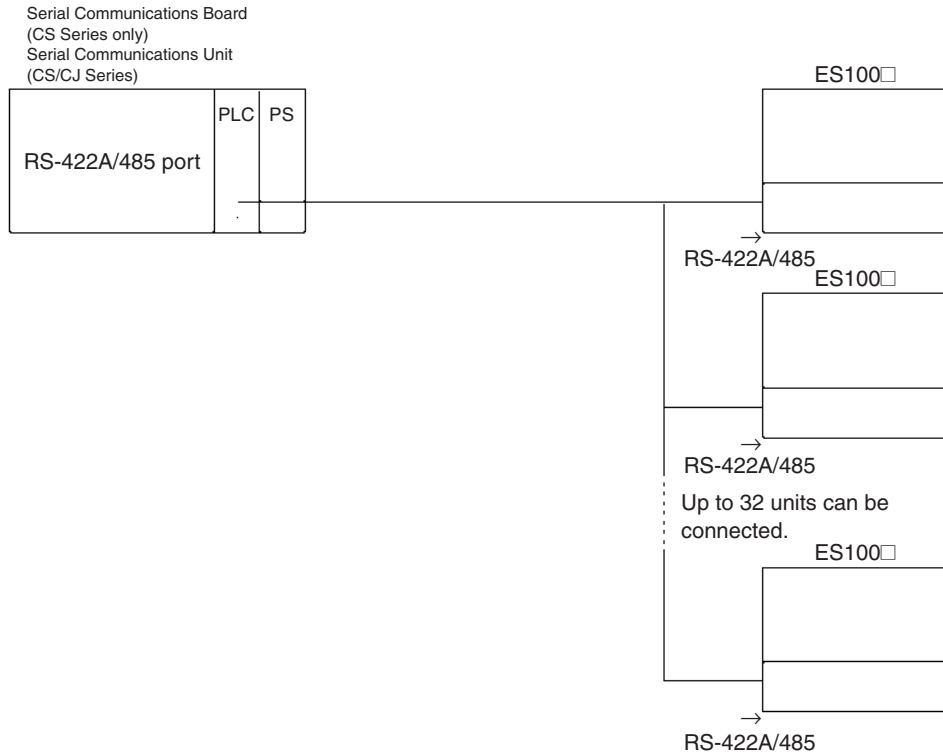 Serial Communications Board
(CS Series only)
Serial Communications Unit
(CS/CJ Series)
RS-422A/485 port
PLC
PS
ES100□
RS-422A/485
ES100□
RS-422A/485
Up to 32 units can be
connected.
ES100□
RS-422A/485